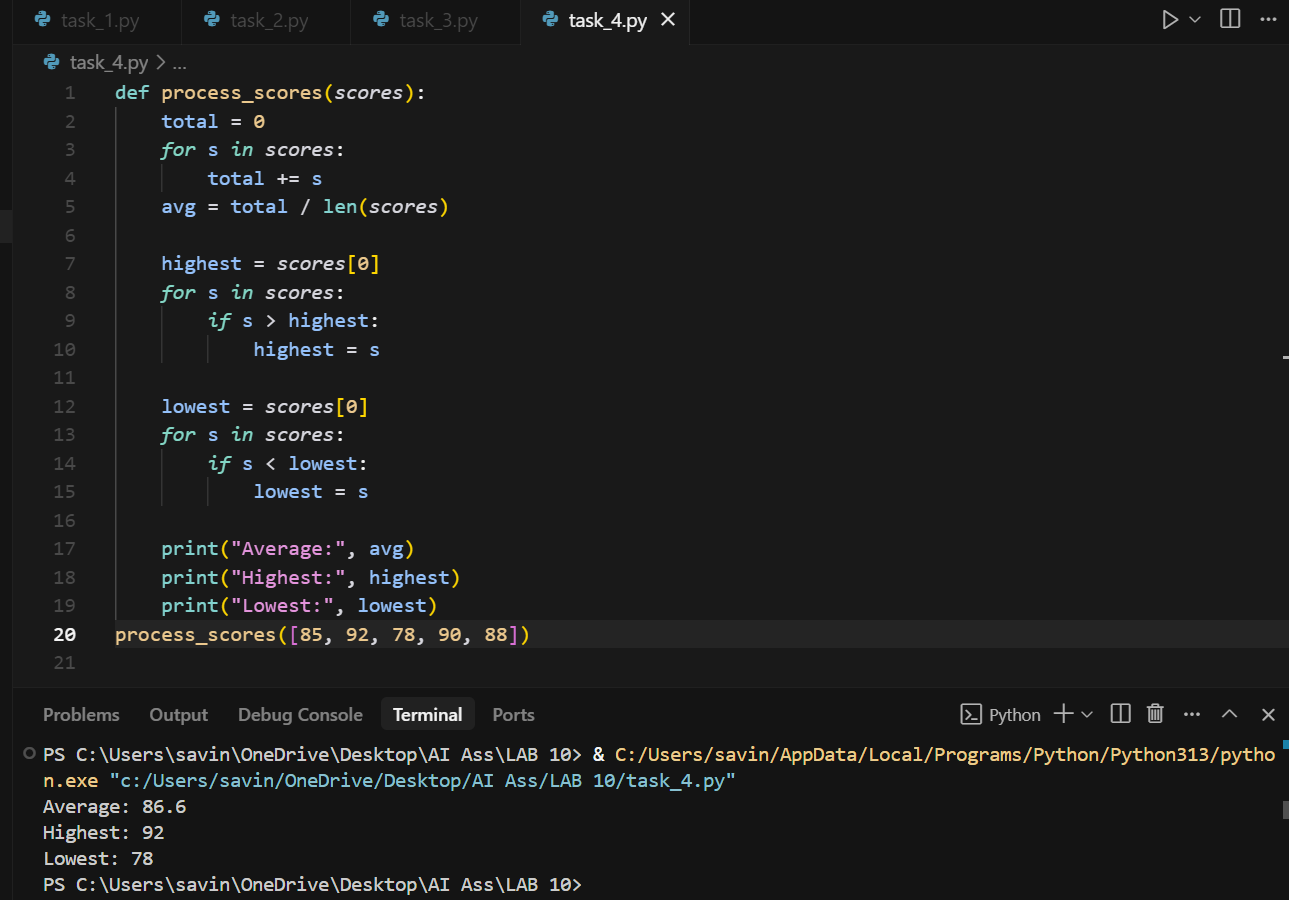 task_1.py task_2.py task_3.py task_4.py
task_4.py > ...
1 def process_scores(scores):
2     total = 0
3     for s in scores:
4         total += s
5     avg = total / len(scores)
6
7     highest = scores[0]
8     for s in scores:
9         if s > highest:
10             highest = s
11
12     lowest = scores[0]
13     for s in scores:
14         if s < lowest:
15             lowest = s
16
17     print("Average:", avg)
18     print("Highest:", highest)
19     print("Lowest:", lowest)
20 process_scores([85, 92, 78, 90, 88])
21
Problems Output Debug Console Terminal Ports Python
PS C:\Users\savin\OneDrive\Desktop\AI Ass\LAB 10> & C:/Users/savin/AppData/Local/Programs/Python/Python313/pytho
n.exe "c:/Users/savin/OneDrive/Desktop/AI Ass/LAB 10/task_4.py"
Average: 86.6
Highest: 92
Lowest: 78
PS C:\Users\savin\OneDrive\Desktop\AI Ass\LAB 10>